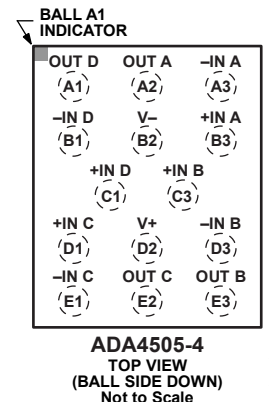 BALL A1
INDICATOR
OUT D OUT A –IN A
A1 A2 A3
–IN D V– +IN A
B1 B2 B3
+IN D +IN B
C1 C3
+IN C V+ –IN B
D1 D2 D3
–IN C OUT C OUT B
E1 E2 E3
ADA4505-4
TOP VIEW
(BALL SIDE DOWN)
Not to Scale